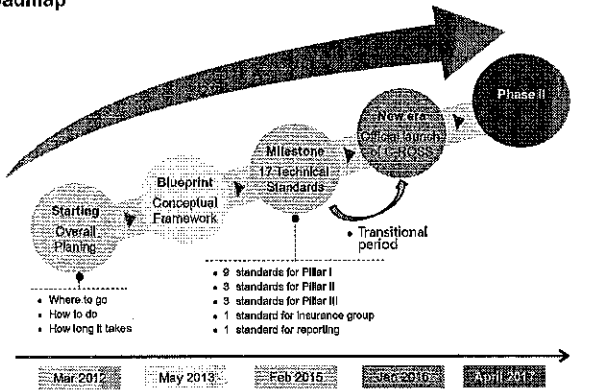 Starting
Overall
Planing
Blueprint
Conceptual
Framework
Milestone
17 Technical
Standards
New era
Official launch
of C-ROSS
Phase II
• Transitional
period
• Where to go
• How to do
• How long it takes
• 9 standards for Pillar I
• 3 standards for Pillar II
• 3 standards for Pillar III
• 1 standard for insurance group
• 1 standard for reporting
Mar 2012
May 2013
Feb 2015
Jan 2016
April 2017